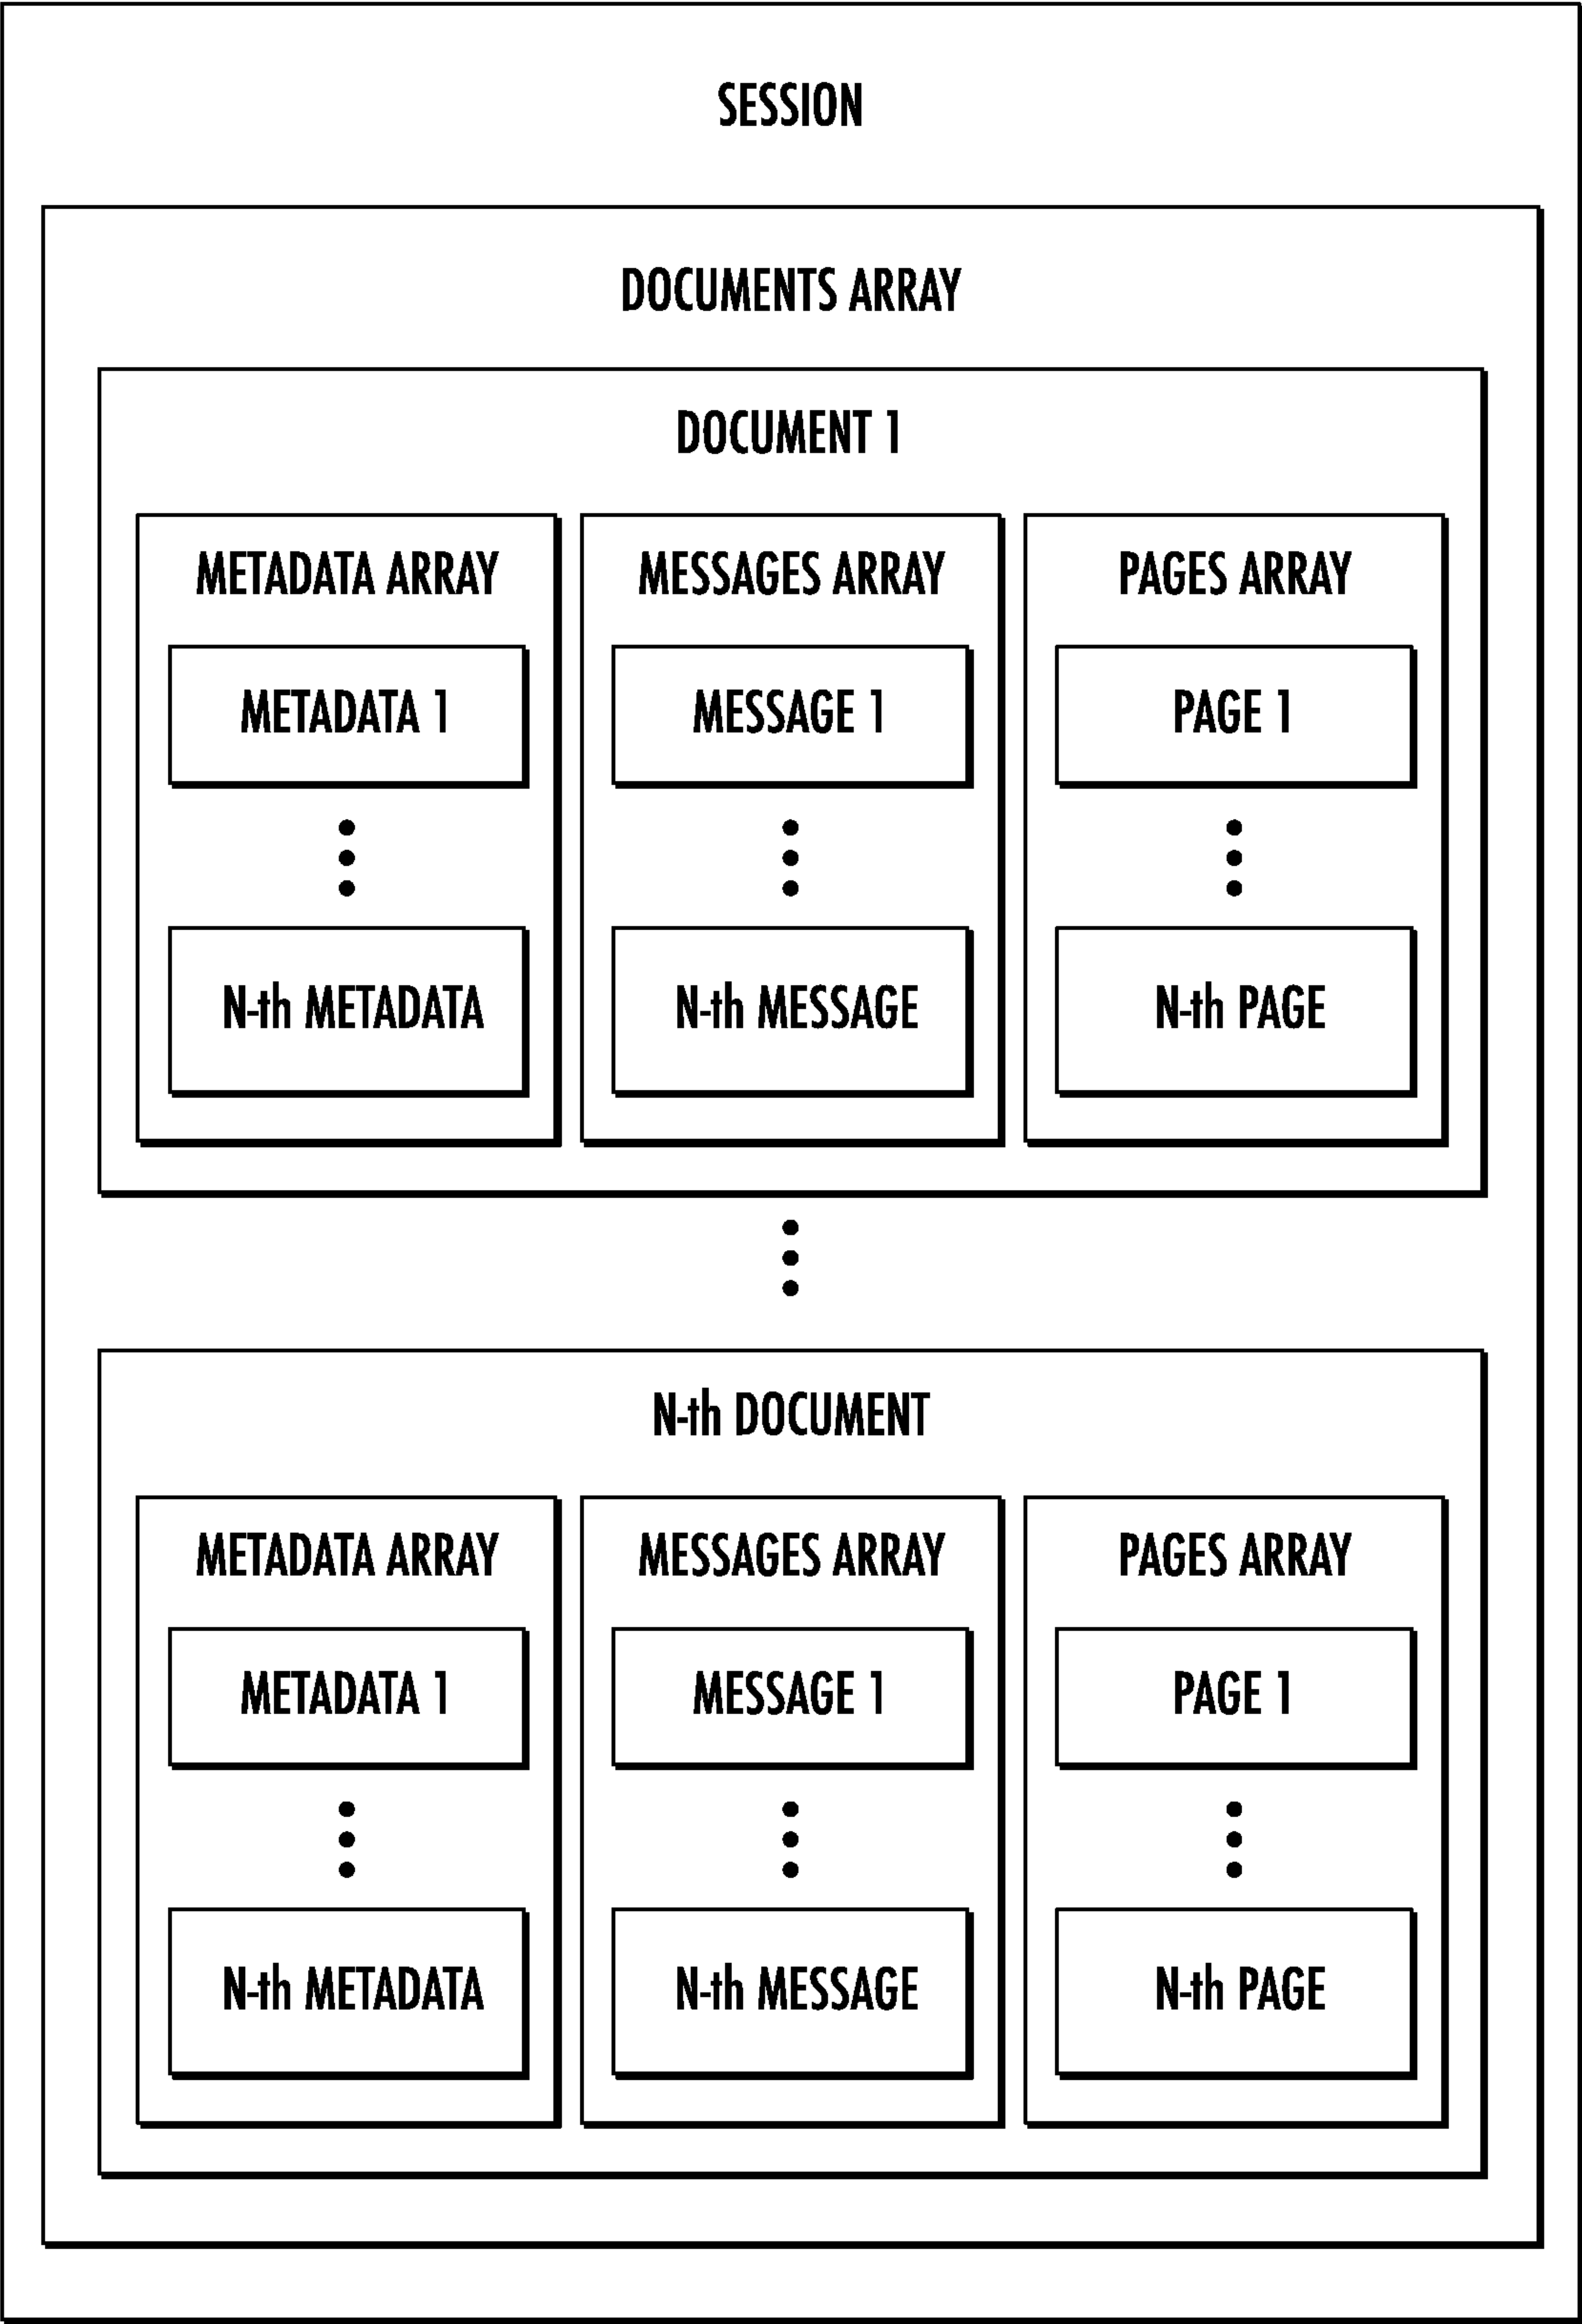 SESSION
DOCUMENTS ARRAY
DOCUMENT 1
METADATA ARRAY
MESSAGES ARRAY
PAGES ARRAY
METADATA 1
MESSAGE 1
PAGE 1
N-th METADATA
N-th MESSAGE
N-th PAGE
N-th DOCUMENT
METADATA ARRAY
MESSAGES ARRAY
PAGES ARRAY
METADATA 1
MESSAGE 1
PAGE 1
N-th METADATA
N-th MESSAGE
N-th PAGE